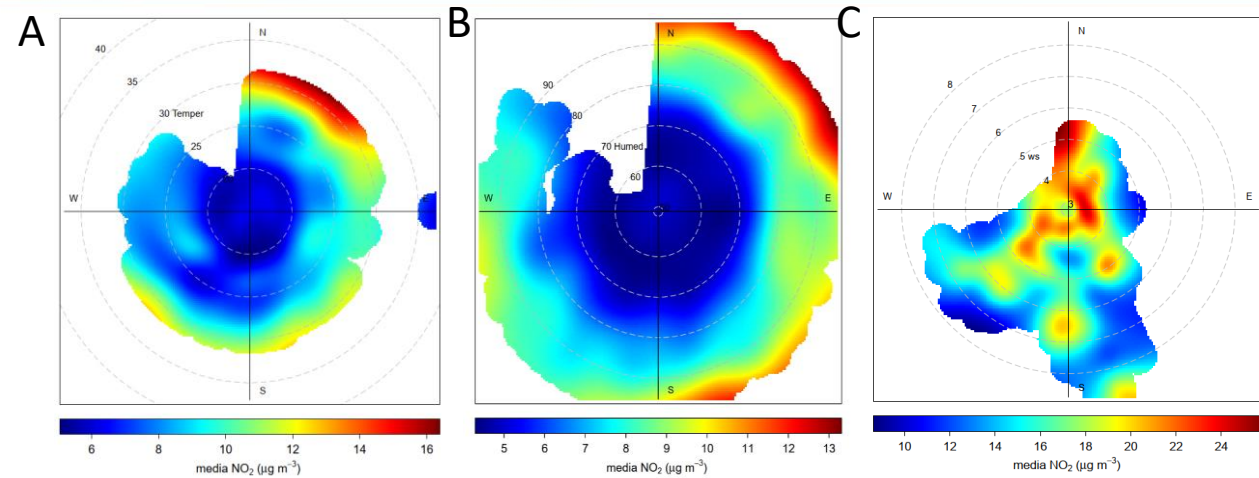 A
N
40
35
30 Temper
25
W
E
S
6 8 10 12 14 16
media NO₂ (µg m⁻³)
B
N
90
80
70 Humed
60
W
E
S
5 6 7 8 9 10 11 12 13
media NO₂ (µg m⁻³)
C
N
8
7
6
5 ws
4
3
W
E
S
10 12 14 16 18 20 22 24
media NO₂ (µg m⁻³)